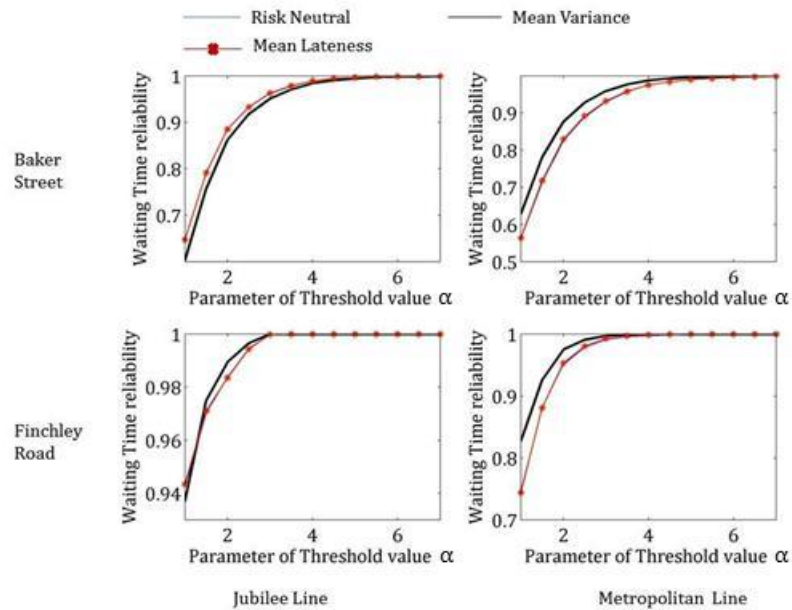 Risk Neutral
Mean Variance
Mean Lateness
Baker
Street
Waiting Time reliability
1
0.9
0.8
0.7
2 4 6
Parameter of Threshold value α
Waiting Time reliability
1
0.9
0.8
0.7
0.6
0.5
2 4 6
Parameter of Threshold value α
Finchley
Road
Waiting Time reliability
1
0.98
0.96
0.94
2 4 6
Parameter of Threshold value α
Waiting Time reliability
1
0.9
0.8
0.7
2 4 6
Parameter of Threshold value α
Jubilee Line
Metropolitan Line